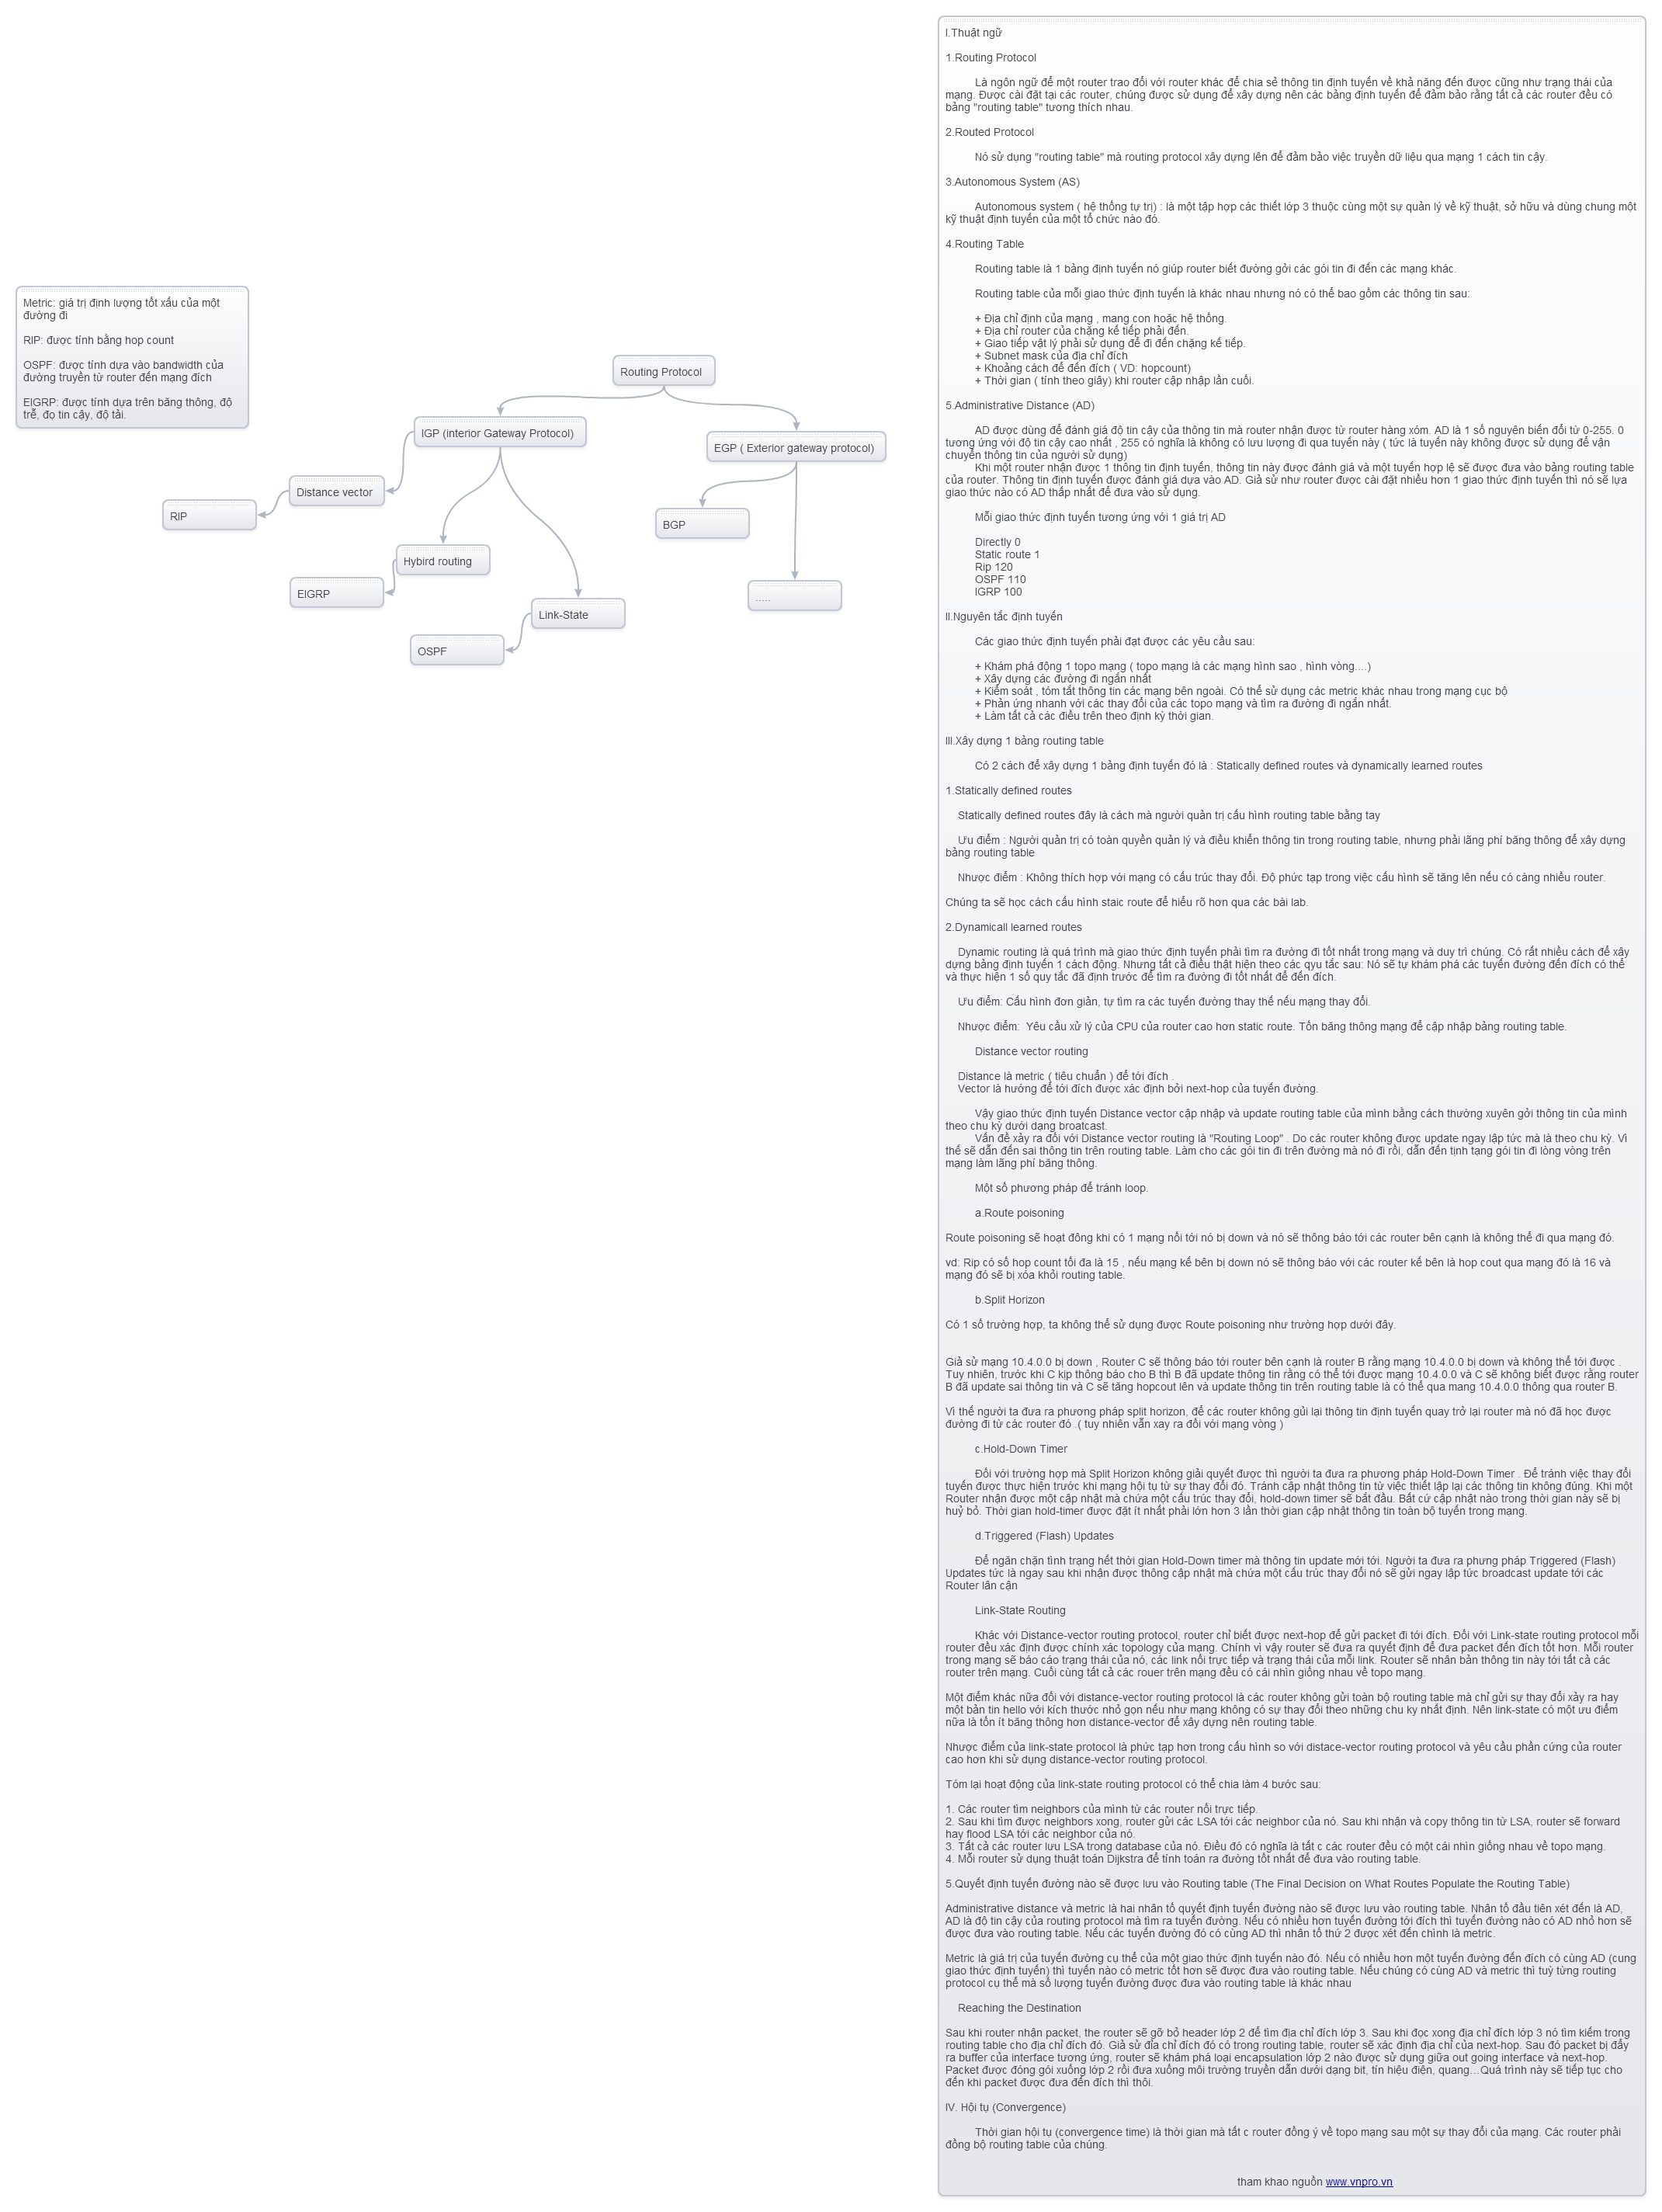 Metric: giá trị định lượng tốt xấu của một
đường đi
RIP: được tính bằng hop count
OSPF: được tính dựa vào bandwidth của
đường truyền từ router đến mạng đích
EIGRP: được tính dựa trên băng thông, độ
trễ, đọ tin cậy, độ tải.
Routing Protocol
IGP (interior Gateway Protocol)
EGP ( Exterior gateway protocol)
Distance vector
RIP
BGP
Hybird routing
EIGRP
.....
Link-State
OSPF
I.Thuật ngữ
1.Routing Protocol
Là ngôn ngữ để một router trao đổi với router khác để chia sẻ thông tin định tuyến về khả năng đến được cũng như trạng thái của
mạng. Được cài đặt tại các router, chúng được sử dụng để xây dựng nên các bảng định tuyến để đảm bảo rằng tất cả các router đều có
bảng "routing table" tương thích nhau.
2.Routed Protocol
Nó sử dụng "routing table" mà routing protocol xây dựng lên để đảm bảo việc truyền dữ liệu qua mạng 1 cách tin cậy.
3.Autonomous System (AS)
Autonomous system ( hệ thống tự trị) : là một tập hợp các thiết lớp 3 thuộc cùng một sự quản lý về kỹ thuật, sở hữu và dùng chung một
kỹ thuật định tuyến của một tổ chức nào đó.
4.Routing Table
Routing table là 1 bảng định tuyến nó giúp router biết đường gởi các gói tin đi đến các mạng khác.
Routing table của mỗi giao thức định tuyến là khác nhau nhưng nó có thể bao gồm các thông tin sau:
+ Địa chỉ định của mạng , mang con hoặc hệ thống.
+ Địa chỉ router của chặng kế tiếp phải đến.
+ Giao tiếp vật lý phải sử dụng để đi đến chặng kế tiếp.
+ Subnet mask của địa chỉ đích
+ Khoảng cách để đến đích ( VD: hopcount)
+ Thời gian ( tính theo giây) khi router cập nhập lần cuối.
5.Administrative Distance (AD)
AD được dùng để đánh giá độ tin cậy của thông tin mà router nhận được từ router hàng xóm. AD là 1 số nguyên biến đổi từ 0-255. 0
tương ứng với độ tin cậy cao nhất , 255 có nghĩa là không có lưu lượng đi qua tuyến này ( tức là tuyến này không được sử dụng để vận
chuyển thông tin của người sử dụng)
Khi một router nhận được 1 thông tin định tuyến, thông tin này được đánh giá và một tuyến hợp lệ sẽ được đưa vào bảng routing table
của router. Thông tin định tuyến được đánh giá dựa vào AD. Giả sử như router được cài đặt nhiều hơn 1 giao thức định tuyến thì nó sẽ lựa
giao thức nào có AD thấp nhất để đưa vào sử dụng.
Mỗi giao thức định tuyến tương ứng với 1 giá trị AD
Directly 0
Static route 1
Rip 120
OSPF 110
IGRP 100
II.Nguyên tắc định tuyến
Các giao thức định tuyến phải đạt được các yêu cầu sau:
+ Khám phá động 1 topo mạng ( topo mạng là các mạng hình sao , hình vòng....)
+ Xây dựng các đường đi ngắn nhất
+ Kiểm soát , tóm tắt thông tin các mạng bên ngoài. Có thể sử dụng các metric khác nhau trong mạng cục bộ
+ Phản ứng nhanh với các thay đổi của các topo mạng và tìm ra đường đi ngắn nhất.
+ Làm tất cả các điều trên theo định kỳ thời gian.
III.Xây dựng 1 bảng routing table
Có 2 cách để xây dựng 1 bảng định tuyến đó là : Statically defined routes và dynamically learned routes
1.Statically defined routes
Statically defined routes đây là cách mà người quản trị cấu hình routing table bằng tay
Ưu điểm : Người quản trị có toàn quyền quản lý và điều khiển thông tin trong routing table, nhưng phải lãng phí băng thông để xây dựng
bảng routing table
Nhược điểm : Không thích hợp với mạng có cấu trúc thay đổi. Độ phức tạp trong việc cấu hình sẽ tăng lên nếu có càng nhiều router.
Chúng ta sẽ học cách cấu hình staic route để hiểu rõ hơn qua các bài lab.
2.Dynamicall learned routes
Dynamic routing là quá trình mà giao thức định tuyến phải tìm ra đường đi tốt nhất trong mạng và duy trì chúng. Có rất nhiều cách để xây
dựng bảng định tuyến 1 cách động. Nhưng tất cả điều thật hiện theo các qyu tắc sau: Nó sẽ tự khám phá các tuyến đường đến đích có thể
và thực hiện 1 số quy tắc đã định trước để tìm ra đường đi tốt nhất để đến đích.
Ưu điểm: Cấu hình đơn giản, tự tìm ra các tuyến đường thay thế nếu mạng thay đổi.
Nhược điểm:  Yêu cầu xử lý của CPU của router cao hơn static route. Tốn băng thông mạng để cập nhập bảng routing table.
Distance vector routing
Distance là metric ( tiêu chuẩn ) để tới đích .
Vector là hướng để tới đích được xác định bởi next-hop của tuyến đường.
Vậy giao thức định tuyến Distance vector cập nhập và update routing table của mình bằng cách thường xuyên gởi thông tin của mình
theo chu kỳ dưới dạng broatcast.
Vấn đề xảy ra đối với Distance vector routing là "Routing Loop" . Do các router không được update ngay lập tức mà là theo chu kỳ. Vì
thế sẽ dẫn đến sai thông tin trên routing table. Làm cho các gói tin đi trên đường mà nó đi rồi, dẫn đến tịnh tạng gói tin đi lòng vòng trên
mạng làm lãng phí băng thông.
Một số phương pháp để tránh loop.
a.Route poisoning
Route poisoning sẽ hoạt đông khi có 1 mạng nối tới nó bị down và nó sẽ thông báo tới các router bên cạnh là không thể đi qua mạng đó.
vd: Rip có số hop count tối đa là 15 , nếu mạng kế bên bị down nó sẽ thông báo với các router kế bên là hop cout qua mạng đó là 16 và
mạng đó sẽ bị xóa khỏi routing table.
b.Split Horizon
Có 1 số trường hợp, ta không thể sử dụng được Route poisoning như trường hợp dưới đây.
Giả sử mạng 10.4.0.0 bị down , Router C sẽ thông báo tới router bên cạnh là router B rằng mạng 10.4.0.0 bị down và không thể tới được .
Tuy nhiên, trước khi C kịp thông báo cho B thì B đã update thông tin rằng có thể tới được mạng 10.4.0.0 và C sẽ không biết được rằng router
B đã update sai thông tin và C sẽ tăng hopcout lên và update thông tin trên routing table là có thể qua mang 10.4.0.0 thông qua router B.
Vì thế người ta đưa ra phương pháp split horizon, để các router không gủi lại thông tin định tuyến quay trở lại router mà nó đã học được
đường đi từ các router đó .( tuy nhiên vẫn xay ra đối với mạng vòng )
c.Hold-Down Timer
Đối với trường hợp mà Split Horizon không giải quyết được thì người ta đưa ra phương pháp Hold-Down Timer . Để tránh việc thay đổi
tuyến được thực hiện trước khi mạng hội tụ từ sự thay đổi đó. Tránh cập nhật thông tin từ việc thiết lập lại các thông tin không đúng. Khi một
Router nhận được một cập nhật mà chứa một cấu trúc thay đổi, hold-down timer sẽ bắt đầu. Bất cứ cập nhật nào trong thời gian này sẽ bị
huỷ bỏ. Thời gian hold-timer được đặt ít nhất phải lớn hơn 3 lần thời gian cập nhật thông tin toàn bộ tuyến trong mạng.
d.Triggered (Flash) Updates
Để ngăn chặn tình trạng hết thời gian Hold-Down timer mà thông tin update mới tới. Người ta đưa ra phưng pháp Triggered (Flash)
Updates tức là ngay sau khi nhận được thông cập nhật mà chứa một cấu trúc thay đổi nó sẽ gửi ngay lập tức broadcast update tới các
Router lân cận
Link-State Routing
Khác với Distance-vector routing protocol, router chỉ biết được next-hop để gửi packet đi tới đích. Đối với Link-state routing protocol mỗi
router đều xác định được chính xác topology của mạng. Chính vì vậy router sẽ đưa ra quyết định để đưa packet đến đích tốt hơn. Mỗi router
trong mạng sẽ báo cáo trạng thái của nó, các link nối trực tiếp và trạng thái của mỗi link. Router sẽ nhân bản thông tin này tới tất cả các
router trên mạng. Cuối cùng tất cả các rouer trên mạng đều có cái nhìn giống nhau về topo mạng.
Một điểm khác nữa đối với distance-vector routing protocol là các router không gửi toàn bộ routing table mà chỉ gửi sự thay đổi xảy ra hay
một bản tin hello với kích thước nhỏ gọn nếu như mạng không có sự thay đổi theo những chu ky nhất định. Nên link-state có một ưu điểm
nữa là tốn ít băng thông hơn distance-vector để xây dựng nên routing table.
Nhược điểm của link-state protocol là phức tạp hơn trong cấu hình so với distace-vector routing protocol và yêu cầu phần cứng của router
cao hơn khi sử dụng distance-vector routing protocol.
Tóm lại hoạt động của link-state routing protocol có thể chia làm 4 bước sau:
1. Các router tìm neighbors của mình từ các router nối trực tiếp.
2. Sau khi tìm được neighbors xong, router gửi các LSA tới các neighbor của nó. Sau khi nhận và copy thông tin từ LSA, router sẽ forward
hay flood LSA tới các neighbor của nó.
3. Tất cả các router lưu LSA trong database của nó. Điều đó có nghĩa là tất c các router đều có một cái nhìn giống nhau về topo mạng.
4. Mỗi router sử dụng thuật toán Dijkstra để tính toán ra đường tốt nhất để đưa vào routing table.
5.Quyết định tuyến đường nào sẽ được lưu vào Routing table (The Final Decision on What Routes Populate the Routing Table)
Administrative distance và metric là hai nhân tố quyết định tuyến đường nào sẽ được lưu vào routing table. Nhân tố đầu tiên xét đến là AD,
AD là độ tin cậy của routing protocol mà tìm ra tuyến đường. Nếu có nhiều hơn tuyến đường tới đích thì tuyến đường nào có AD nhỏ hơn sẽ
được đưa vào routing table. Nếu các tuyến đường đó có cùng AD thì nhân tố thứ 2 được xét đến chình là metric.
Metric là giá trị của tuyến đường cụ thể của một giao thức định tuyến nào đó. Nếu có nhiều hơn một tuyến đường đến đích có cùng AD (cung
giao thức định tuyến) thì tuyến nào có metric tốt hơn sẽ được đưa vào routing table. Nếu chúng có cùng AD và metric thì tuỳ từng routing
protocol cụ thể mà số lượng tuyến đường được đưa vào routing table là khác nhau
Reaching the Destination
Sau khi router nhận packet, the router sẽ gỡ bỏ header lớp 2 để tìm địa chỉ đích lớp 3. Sau khi đọc xong địa chỉ đích lớp 3 nó tìm kiếm trong
routing table cho địa chỉ đích đó. Giả sử đỉa chỉ đích đó có trong routing table, router sẽ xác định địa chỉ của next-hop. Sau đó packet bị đẩy
ra buffer của interface tương ứng, router sẽ khám phá loại encapsulation lớp 2 nào được sử dụng giữa out going interface và next-hop.
Packet được đóng gói xuống lớp 2 rồi đưa xuống môi trường truyền dẫn dưới dạng bit, tín hiệu điện, quang...Quá trình này sẽ tiếp tục cho
đến khi packet được đưa đến đích thì thôi.
IV. Hội tụ (Convergence)
Thời gian hội tụ (convergence time) là thời gian mà tất c router đồng ý về topo mạng sau một sự thay đổi của mạng. Các router phải
đồng bộ routing table của chúng.
tham khao nguồn www.vnpro.vn